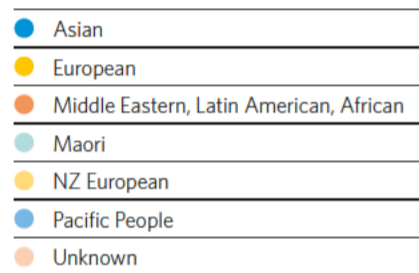 Asian
European
Middle Eastern, Latin American, African
Maori
NZ European
Pacific People
Unknown